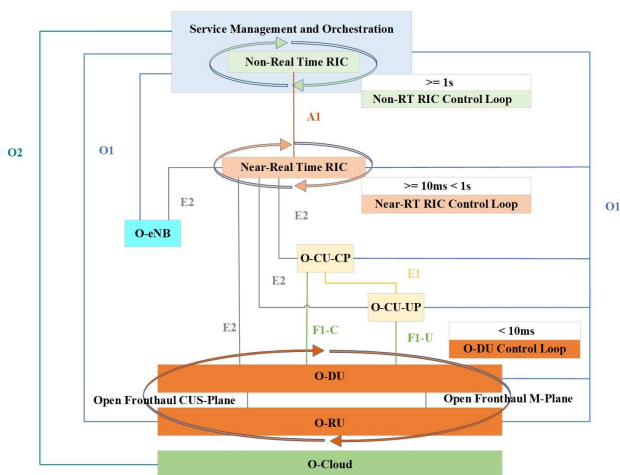 Service Management and Orchestration
Non-Real Time RIC
>= 1s
Non-RT RIC Control Loop
A1
O2
O1
Near-Real Time RIC
>= 10ms < 1s
Near-RT RIC Control Loop
O1
E2
E2
O-eNB
O-CU-CP
E1
O-CU-UP
E2
F1-C
F1-U
< 10ms
O-DU Control Loop
O-DU
Open Fronthaul CUS-Plane
Open Fronthaul M-Plane
O-RU
O-Cloud